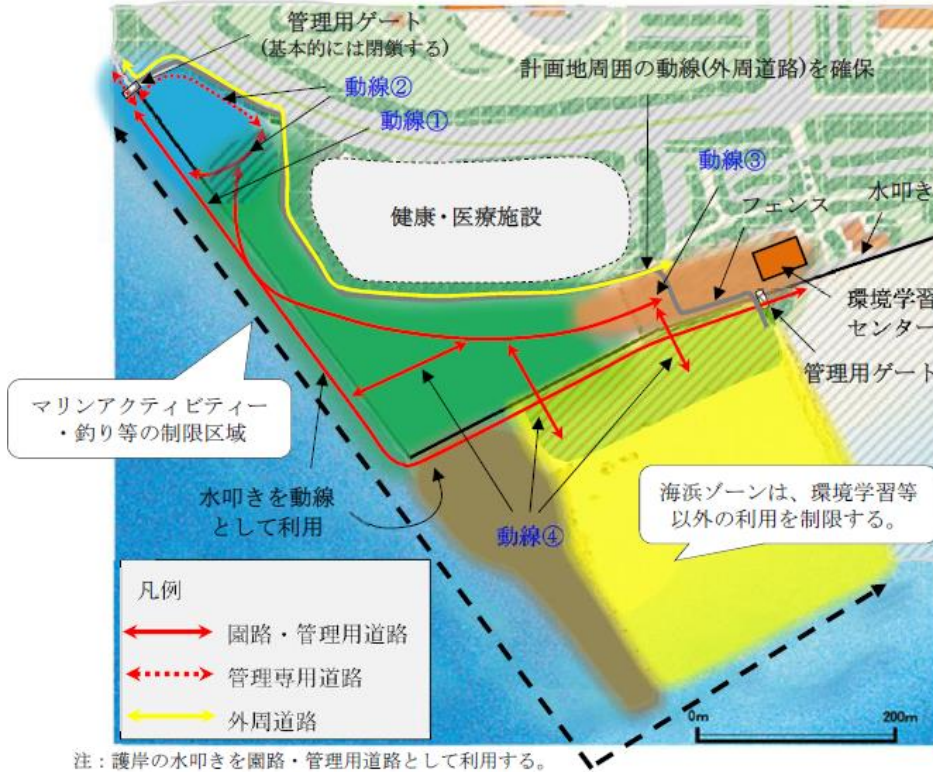 管理用ゲート
(基本的には閉鎖する)
計画地周囲の動線(外周道路)を確保
動線②
動線①
動線③
フェンス
水叩き
健康・医療施設
環境学習
センター
管理用ゲート
マリンアクティビティー
・釣り等の制限区域
水叩きを動線
として利用
海浜ゾーンは、環境学習等
以外の利用を制限する。
動線④
凡例
園路・管理用道路
管理専用道路
外周道路
0m
200m
注：護岸の水叩きを園路・管理用道路として利用する。